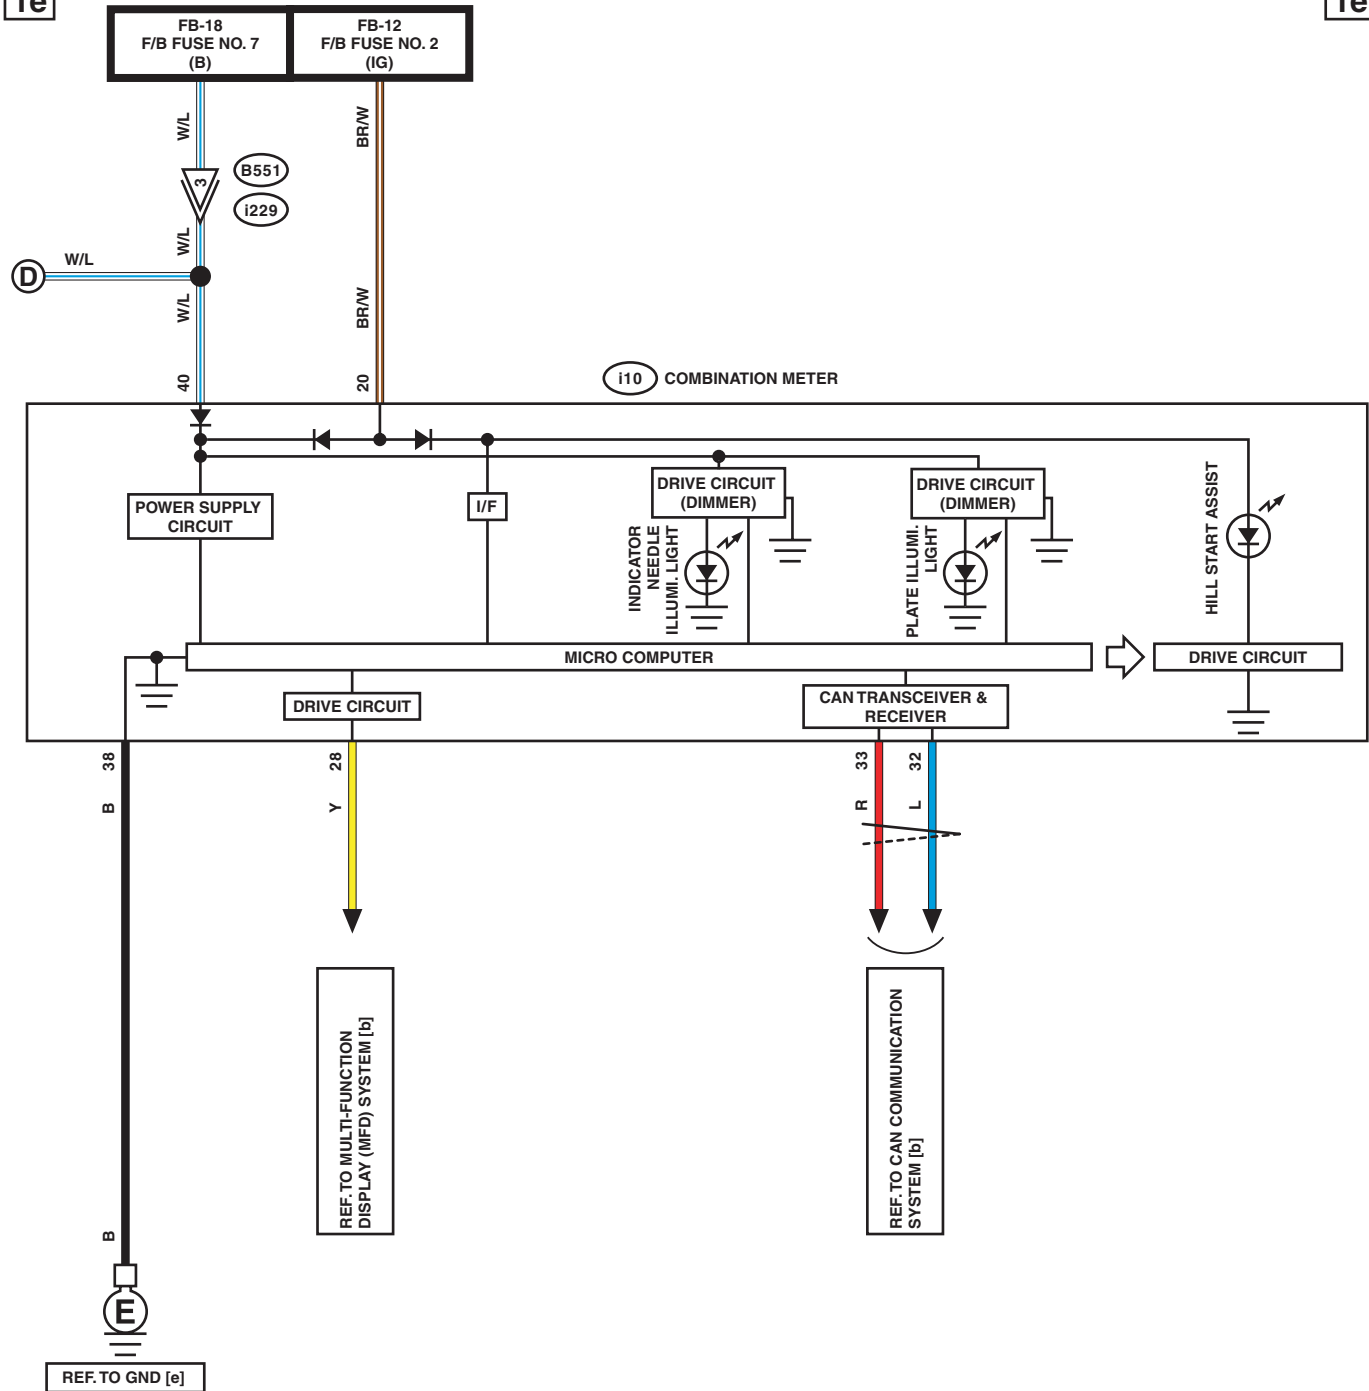 1e
1e
FB-18
F/B FUSE NO. 7
(B)
FB-12
F/B FUSE NO. 2
(IG)
W/L
BR/W
3
B551
i229
W/L
D
W/L
W/L
BR/W
40
20
i10
COMBINATION METER
POWER SUPPLY
CIRCUIT
I/F
DRIVE CIRCUIT
(DIMMER)
INDICATOR
NEEDLE
ILLUMI. LIGHT
DRIVE CIRCUIT
(DIMMER)
PLATE ILLUMI.
LIGHT
HILL START ASSIST
MICRO COMPUTER
DRIVE CIRCUIT
DRIVE CIRCUIT
CAN TRANSCEIVER &
RECEIVER
38
28
33
32
B
Y
R
L
REF. TO MULTI-FUNCTION
DISPLAY (MFD) SYSTEM [b]
REF. TO CAN COMMUNICATION
SYSTEM [b]
B
E
REF. TO GND [e]